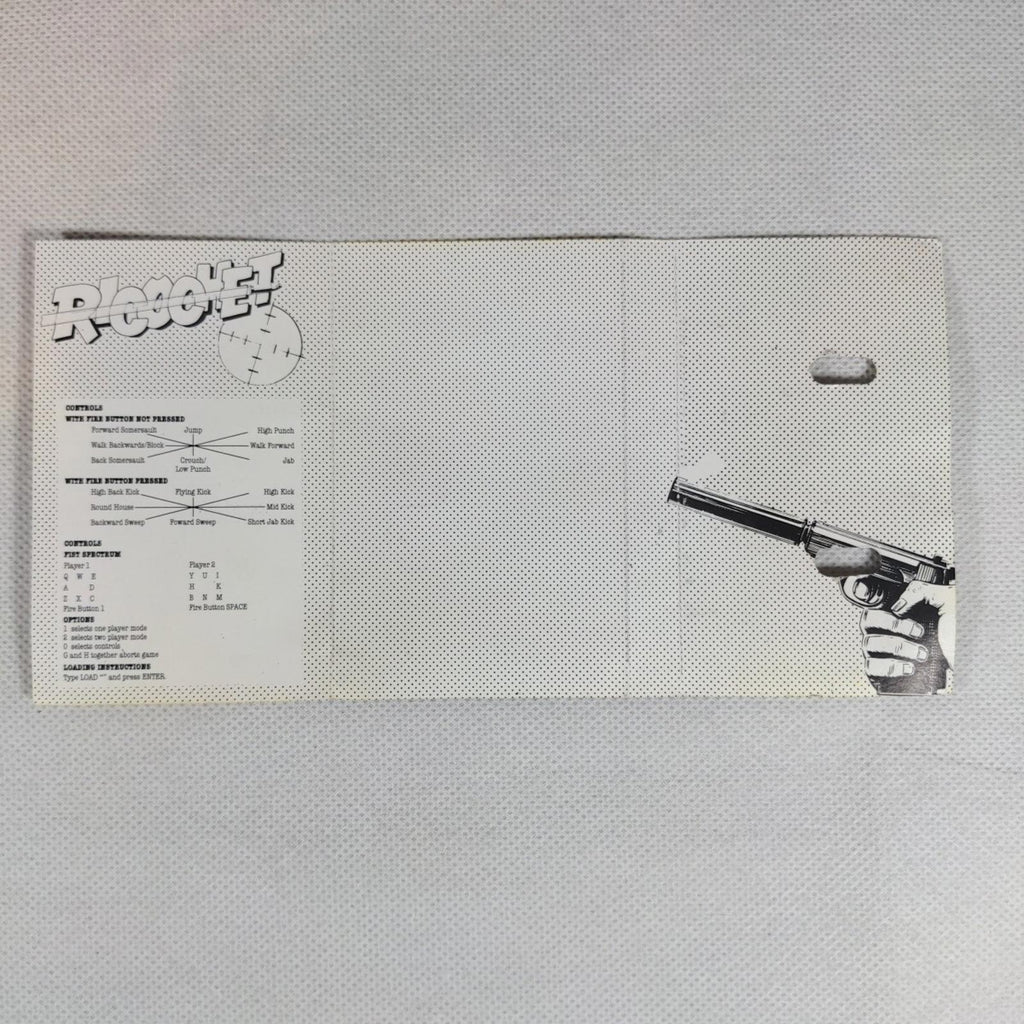 RICOCHET
CONTROLS
WITH FIRE BUTTON NOT PRESSED
Forward Somersault Jump High Punch
Walk Backwards/Block Walk Forward
Back Somersault Crouch/ Jab
Low Punch
WITH FIRE BUTTON PRESSED
High Back Kick Flying Kick High Kick
Round House Mid Kick
Backward Sweep Foward Sweep Short Jab Kick
CONTROLS
FIST SPECTRUM
Player 1 Player 2
Q W E Y U I
A D H K
Z X C B N M
Fire Button 1 Fire Button SPACE
OPTIONS
1 selects one player mode
2 selects two player mode
0 selects controls
G and H together aborts game
LOADING INSTRUCTIONS
Type LOAD "" and press ENTER